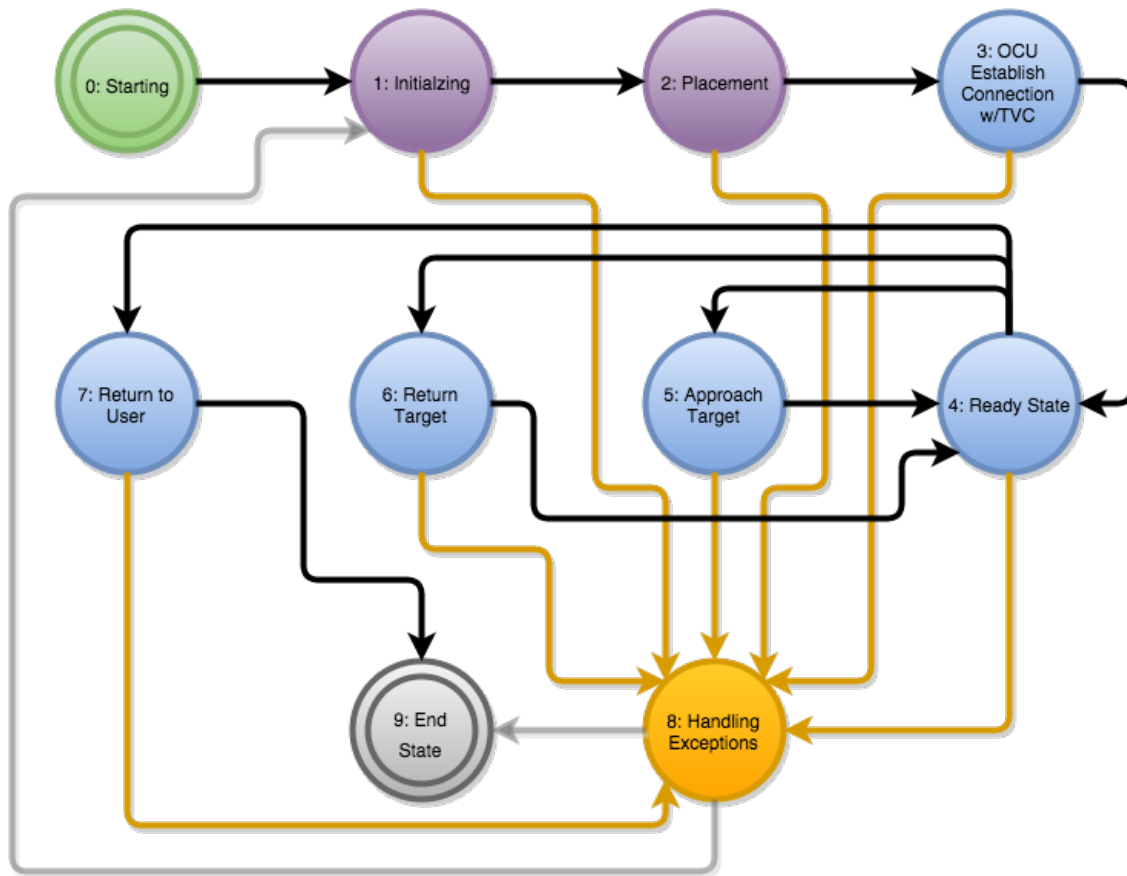 0: Starting
1: Initialzing
2: Placement
3: OCU
Establish
Connection
w/TVC
7: Return to
User
6: Return
Target
5: Approach
Target
4: Ready State
9: End
State
8: Handling
Exceptions